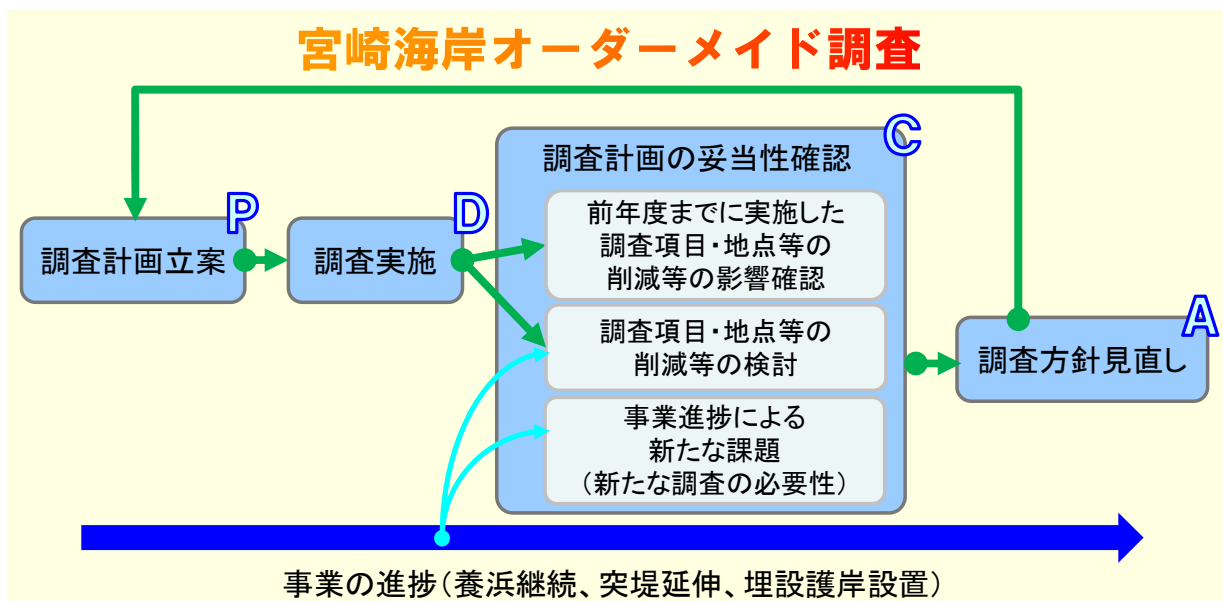 宮崎海岸オーダーメイド調査
P
調査計画立案
D
調査実施
C
調査計画の妥当性確認
前年度までに実施した
調査項目・地点等の
削減等の影響確認
調査項目・地点等の
削減等の検討
事業進捗による
新たな課題
（新たな調査の必要性）
A
調査方針見直し
事業の進捗（養浜継続、突堤延伸、埋設護岸設置）